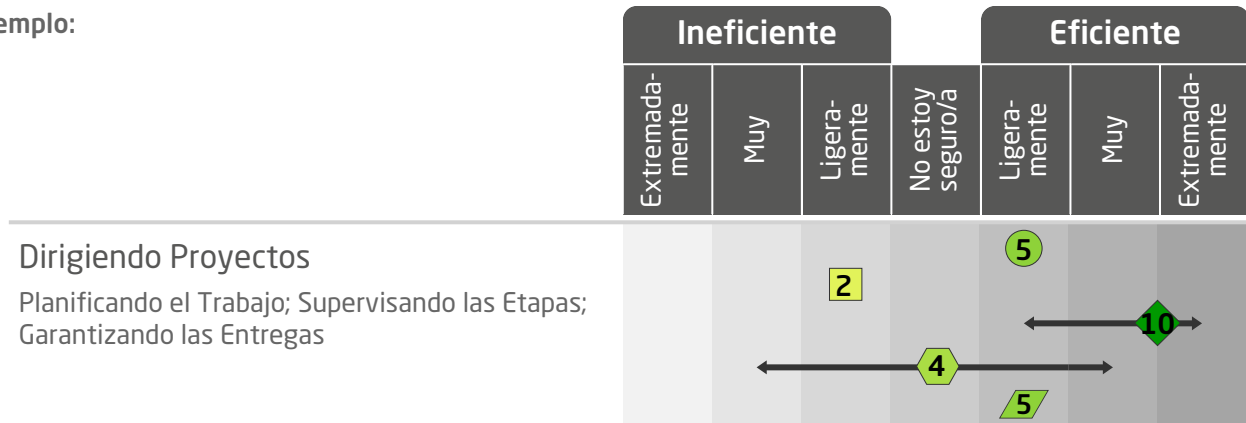 emplo:
Ineficiente
Eficiente
Extremada-
mente
Muy
Ligera-
mente
No estoy
seguro/a
Ligera-
mente
Muy
Extremada-
mente
Dirigiendo Proyectos
Planificando el Trabajo; Supervisando las Etapas;
Garantizando las Entregas
5
2
10
4
5